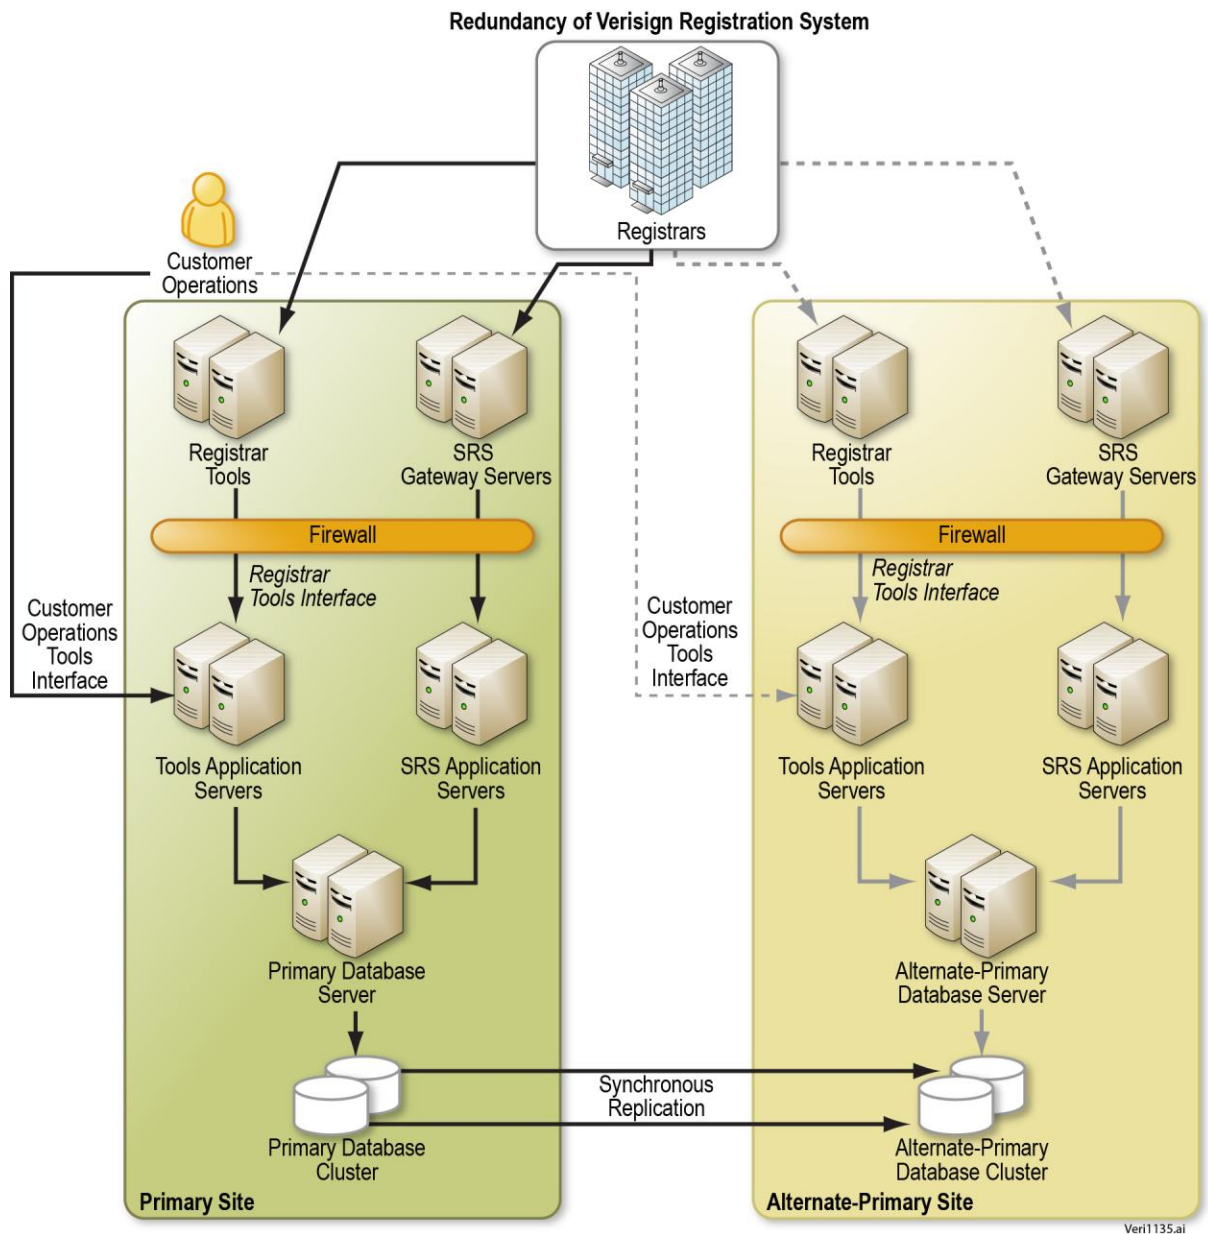 Redundancy of Verisign Registration System
Registrars
Customer
Operations
Registrar
Tools
SRS
Gateway Servers
Firewall
Registrar
Tools Interface
Customer
Operations
Tools
Interface
Tools Application
Servers
SRS Application
Servers
Primary Database
Server
Primary Database
Cluster
Primary Site
Synchronous
Replication
Registrar
Tools
SRS
Gateway Servers
Firewall
Registrar
Tools Interface
Customer
Operations
Tools
Interface
Tools Application
Servers
SRS Application
Servers
Alternate-Primary
Database Server
Alternate-Primary
Database Cluster
Alternate-Primary Site
Veri1135.ai